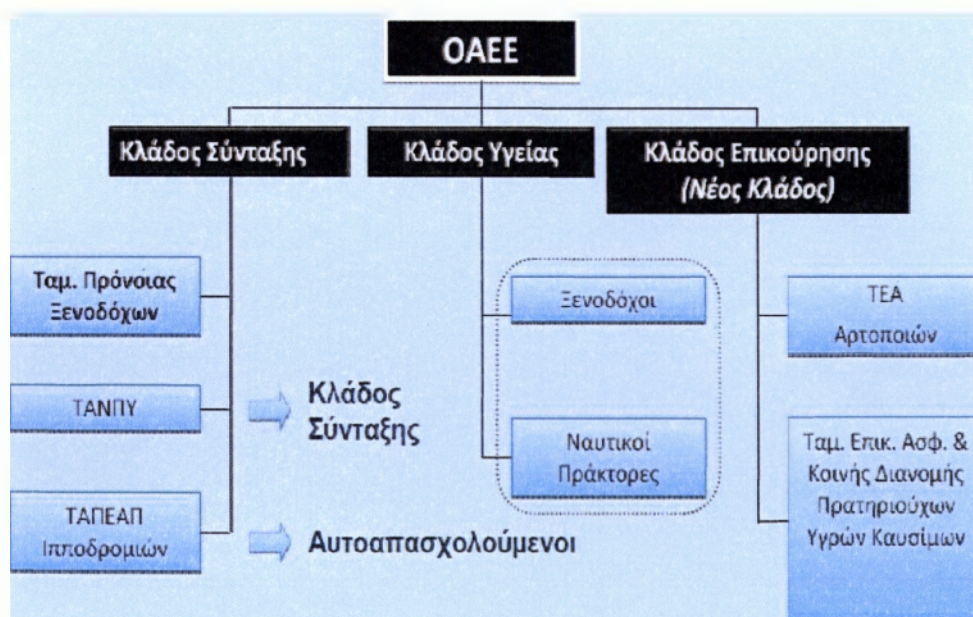 ΟΑΕΕ
Κλάδος Σύνταξης
Κλάδος Υγείας
Κλάδος Επικούρησης
(Νέος Κλάδος)
Ταμ. Πρόνοιας
Ξενοδόχων
ΤΑΝΠΥ
Κλάδος
Σύνταξης
ΤΑΠΕΑΠ
Ιπποδρομιών
Αυτοαπασχολούμενοι
Ξενοδόχοι
Ναυτικοί
Πράκτορες
ΤΕΑ
Αρτοποιών
Ταμ. Επικ. Ασφ. &
Κοινής Διανομής
Πρατηριούχων
Υγρών Καυσίμων